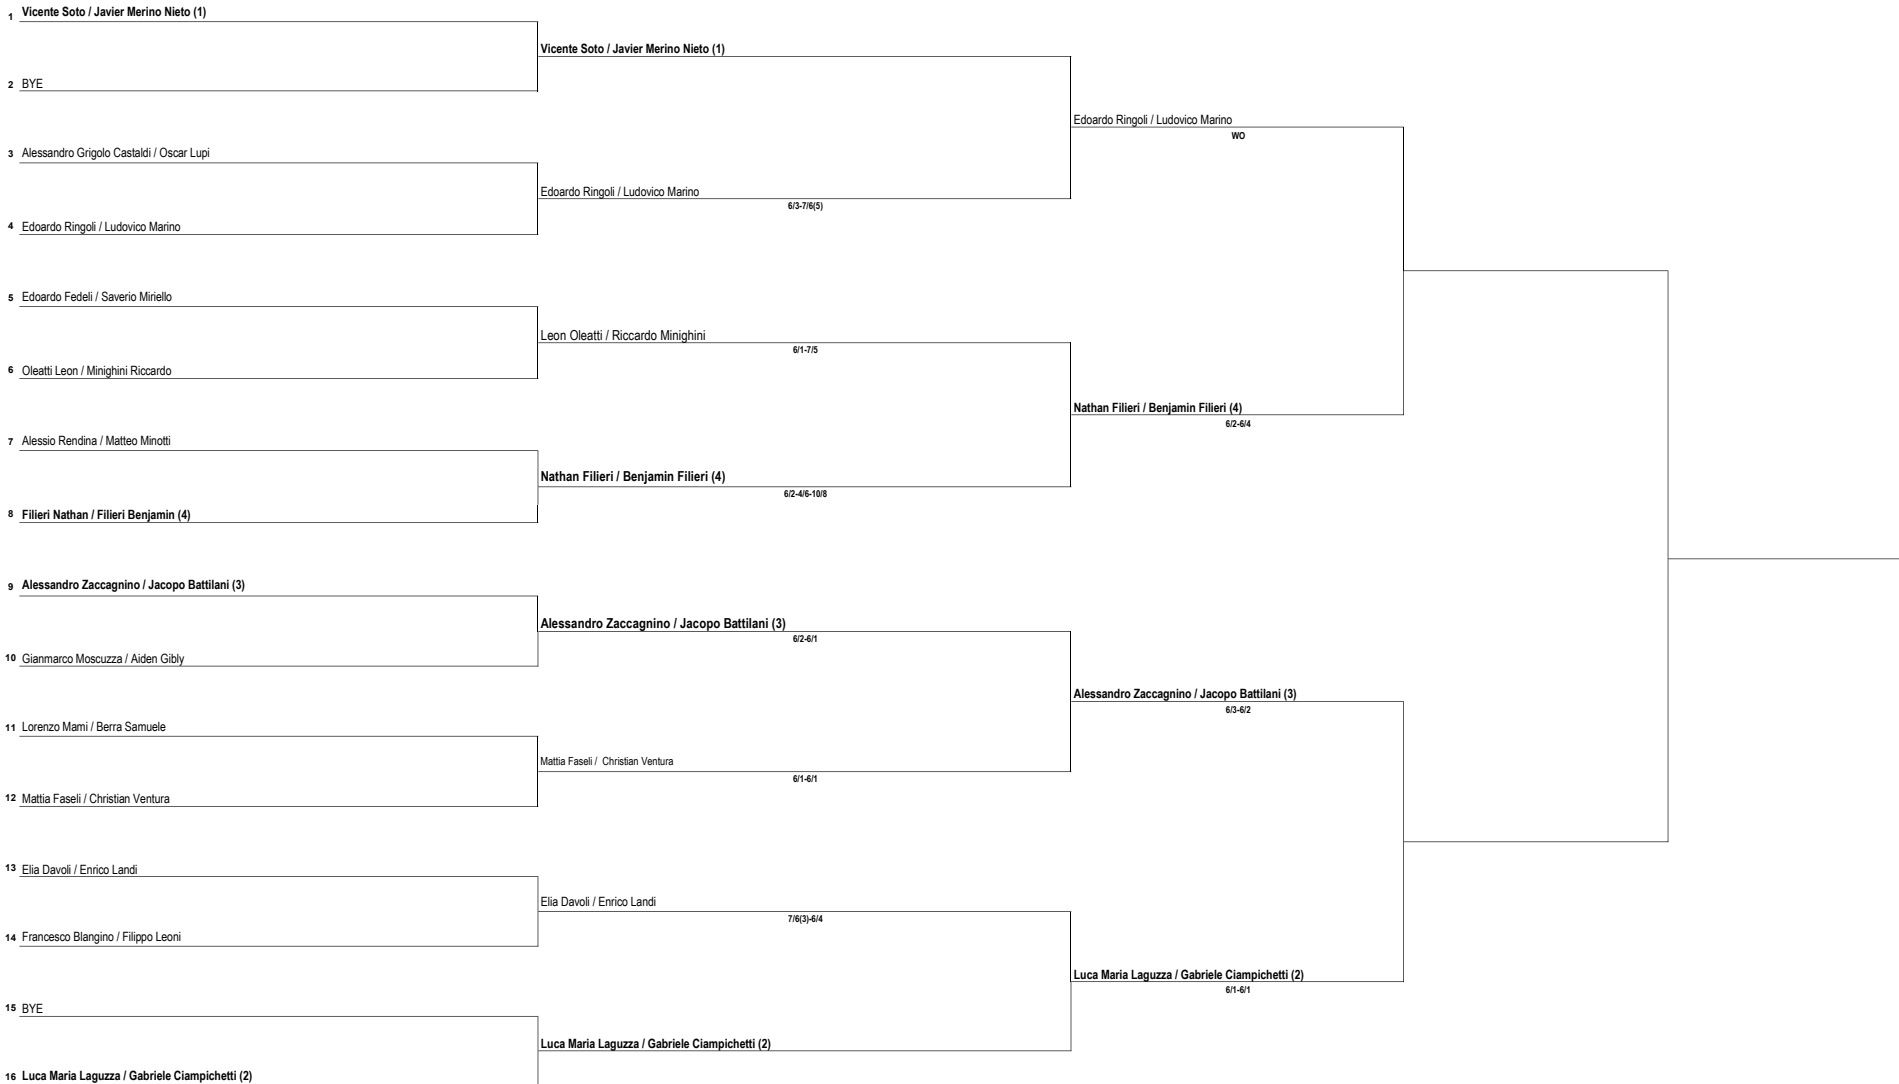 1 Vicente Soto / Javier Merino Nieto (1)
Vicente Soto / Javier Merino Nieto (1)
2 BYE
Edoardo Ringoli / Ludovico Marino
WO
3 Alessandro Grigolo Castaldi / Oscar Lupi
Edoardo Ringoli / Ludovico Marino
6/3-7/6(5)
4 Edoardo Ringoli / Ludovico Marino
5 Edoardo Fedeli / Saverio Miriello
Leon Oleatti / Riccardo Minighini
6/1-7/5
6 Oleatti Leon / Minighini Riccardo
Nathan Filieri / Benjamin Filieri (4)
6/2-6/4
7 Alessio Rendina / Matteo Minotti
Nathan Filieri / Benjamin Filieri (4)
6/2-4/6-10/8
8 Filieri Nathan / Filieri Benjamin (4)
9 Alessandro Zaccagnino / Jacopo Battilani (3)
Alessandro Zaccagnino / Jacopo Battilani (3)
6/2-6/1
10 Gianmarco Moscuzza / Aiden Gibly
Alessandro Zaccagnino / Jacopo Battilani (3)
6/3-6/2
11 Lorenzo Mami / Berra Samuele
Mattia Faseli / Christian Ventura
6/1-6/1
12 Mattia Faseli / Christian Ventura
13 Elia Davoli / Enrico Landi
Elia Davoli / Enrico Landi
7/6(3)-6/4
14 Francesco Blangino / Filippo Leoni
Luca Maria Laguzza / Gabriele Ciampichetti (2)
6/1-6/1
15 BYE
Luca Maria Laguzza / Gabriele Ciampichetti (2)
16 Luca Maria Laguzza / Gabriele Ciampichetti (2)